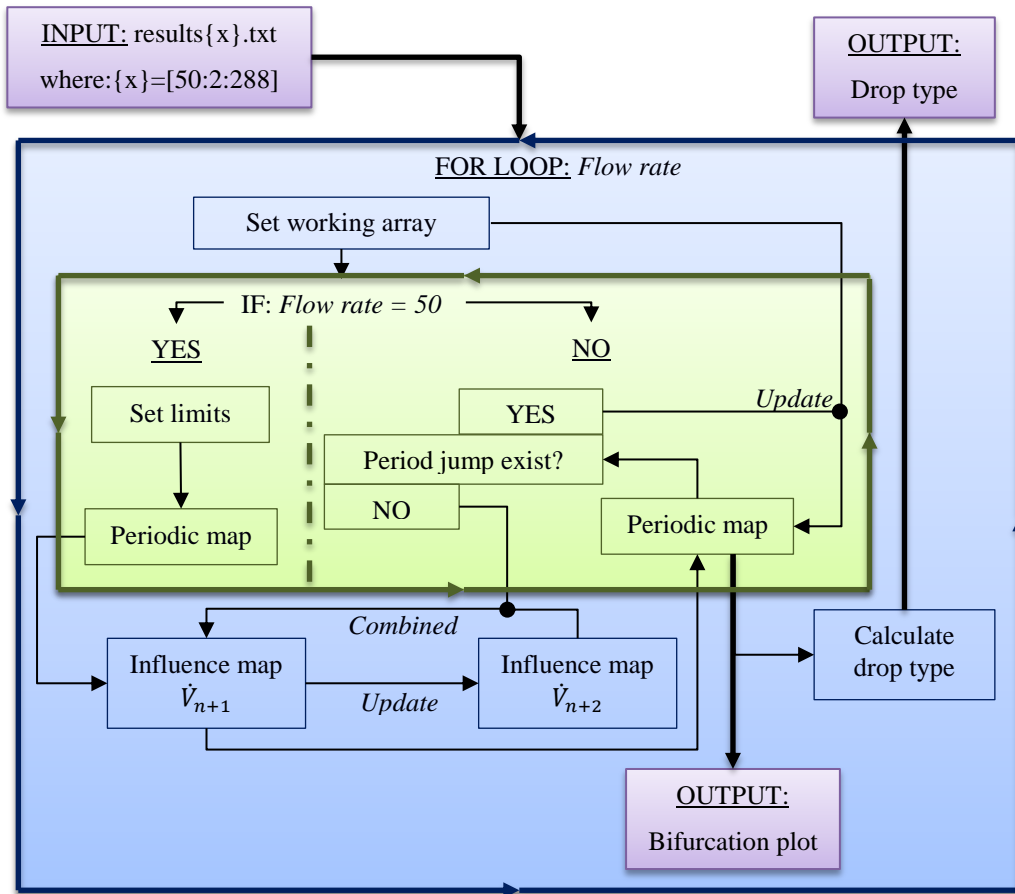 INPUT: results{x}.txt
where:{x}=[50:2:288]
OUTPUT:
Drop type
FOR LOOP: Flow rate
Set working array
IF: Flow rate = 50
YES
NO
Set limits
YES
Update
Period jump exist?
NO
Periodic map
Periodic map
Combined
Influence map
V̇ₙ₊₁
Update
Influence map
V̇ₙ₊₂
Calculate
drop type
OUTPUT:
Bifurcation plot